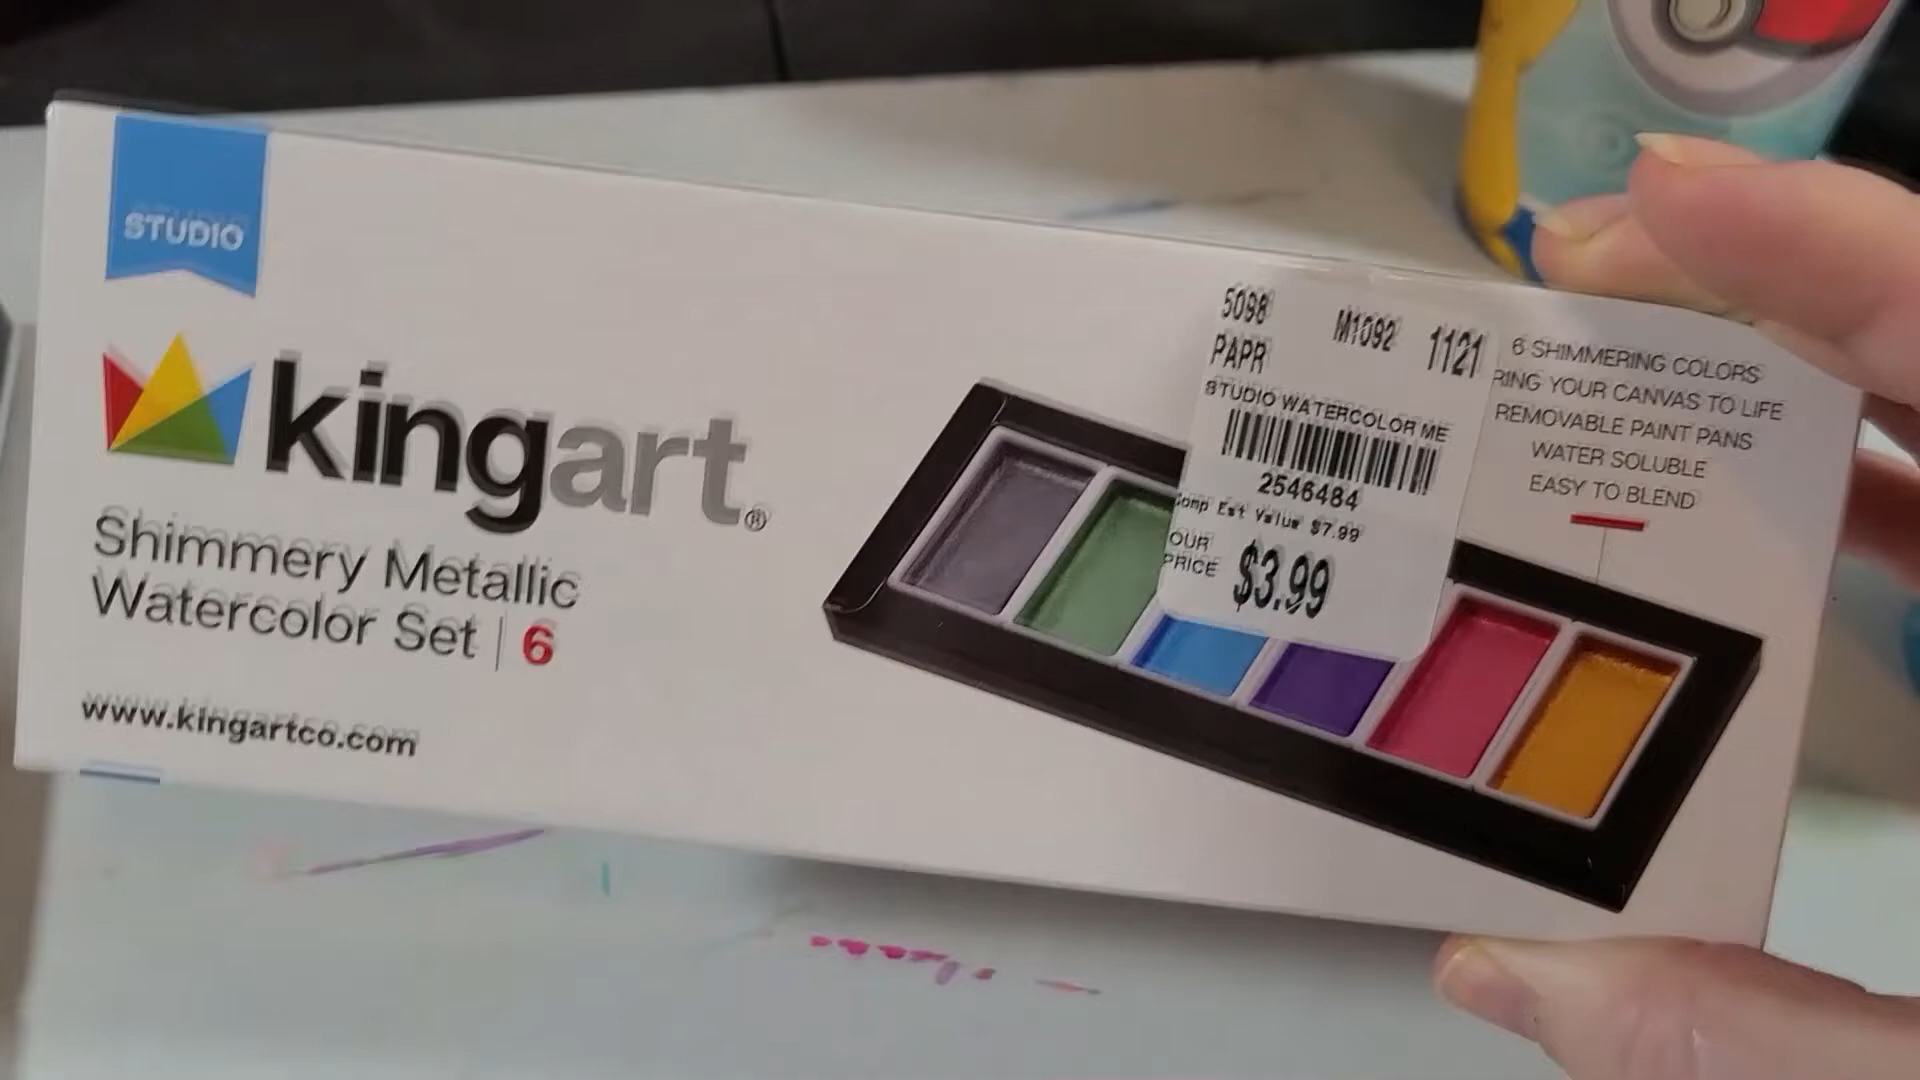 STUDIO
kingart®
Shimmery Metallic
Watercolor Set | 6
www.kingartco.com
5098 M1092 1121
PAPR
STUDIO WATERCOLOR ME
2546484
Comp Est Value $7.99
OUR
PRICE $3.99
6 SHIMMERING COLORS
RING YOUR CANVAS TO LIFE
REMOVABLE PAINT PANS
WATER SOLUBLE
EASY TO BLEND